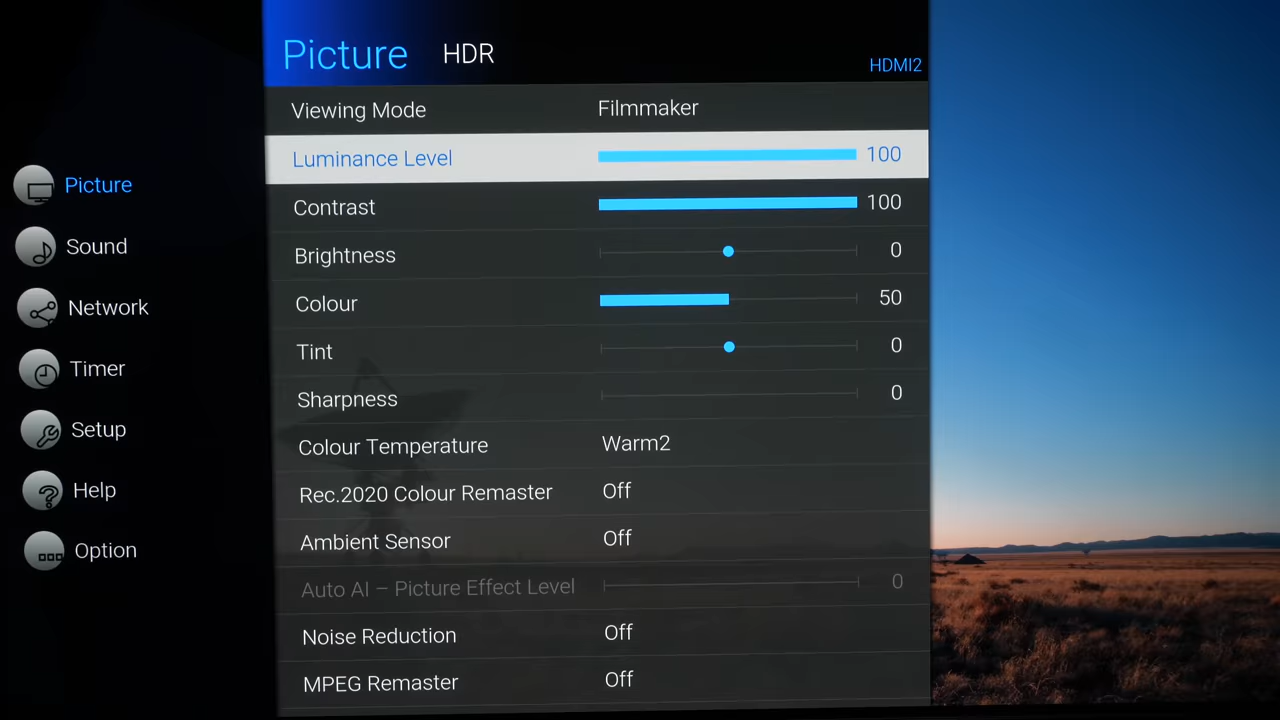 Picture HDR
HDMI2
Picture
Sound
Network
Timer
Setup
Help
Option
Viewing Mode Filmmaker
Luminance Level 100
Contrast 100
Brightness 0
Colour 50
Tint 0
Sharpness 0
Colour Temperature Warm2
Rec.2020 Colour Remaster Off
Ambient Sensor Off
Auto AI – Picture Effect Level 0
Noise Reduction Off
MPEG Remaster Off